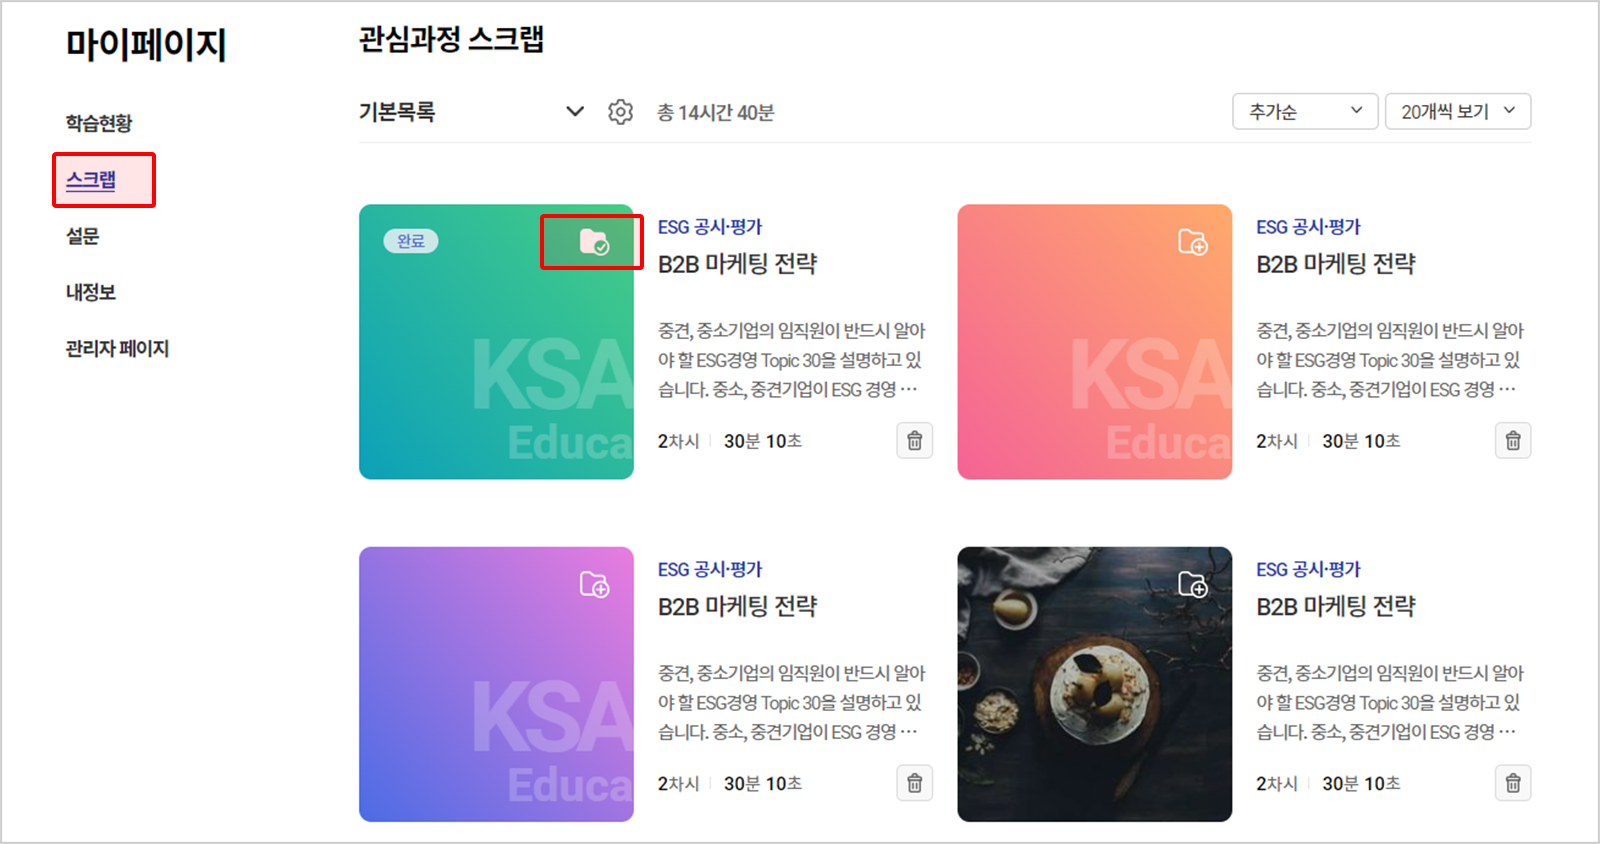 마이페이지
학습현황
스크랩
설문
내정보
관리자 페이지
관심과정 스크랩
기본목록
총 14시간 40분
추가순
20개씩 보기
완료
KSA
Educa
ESG 공시·평가
B2B 마케팅 전략
중견, 중소기업의 임직원이 반드시 알아
야 할 ESG경영 Topic 30을 설명하고 있
습니다. 중소, 중견기업이 ESG 경영 ···
2차시 30분 10초
KSA
Educa
ESG 공시·평가
B2B 마케팅 전략
중견, 중소기업의 임직원이 반드시 알아
야 할 ESG경영 Topic 30을 설명하고 있
습니다. 중소, 중견기업이 ESG 경영 ···
2차시 30분 10초
KSA
Educa
ESG 공시·평가
B2B 마케팅 전략
중견, 중소기업의 임직원이 반드시 알아
야 할 ESG경영 Topic 30을 설명하고 있
습니다. 중소, 중견기업이 ESG 경영 ···
2차시 30분 10초
ESG 공시·평가
B2B 마케팅 전략
중견, 중소기업의 임직원이 반드시 알아
야 할 ESG경영 Topic 30을 설명하고 있
습니다. 중소, 중견기업이 ESG 경영 ···
2차시 30분 10초